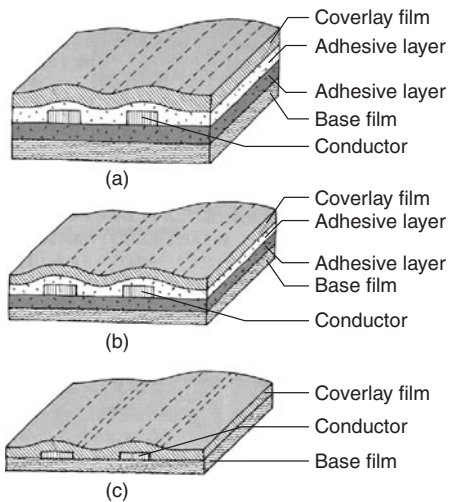 Coverlay film
Adhesive layer
Adhesive layer
Base film
Conductor
(a)
Coverlay film
Adhesive layer
Adhesive layer
Base film
Conductor
(b)
Coverlay film
Conductor
Base film
(c)